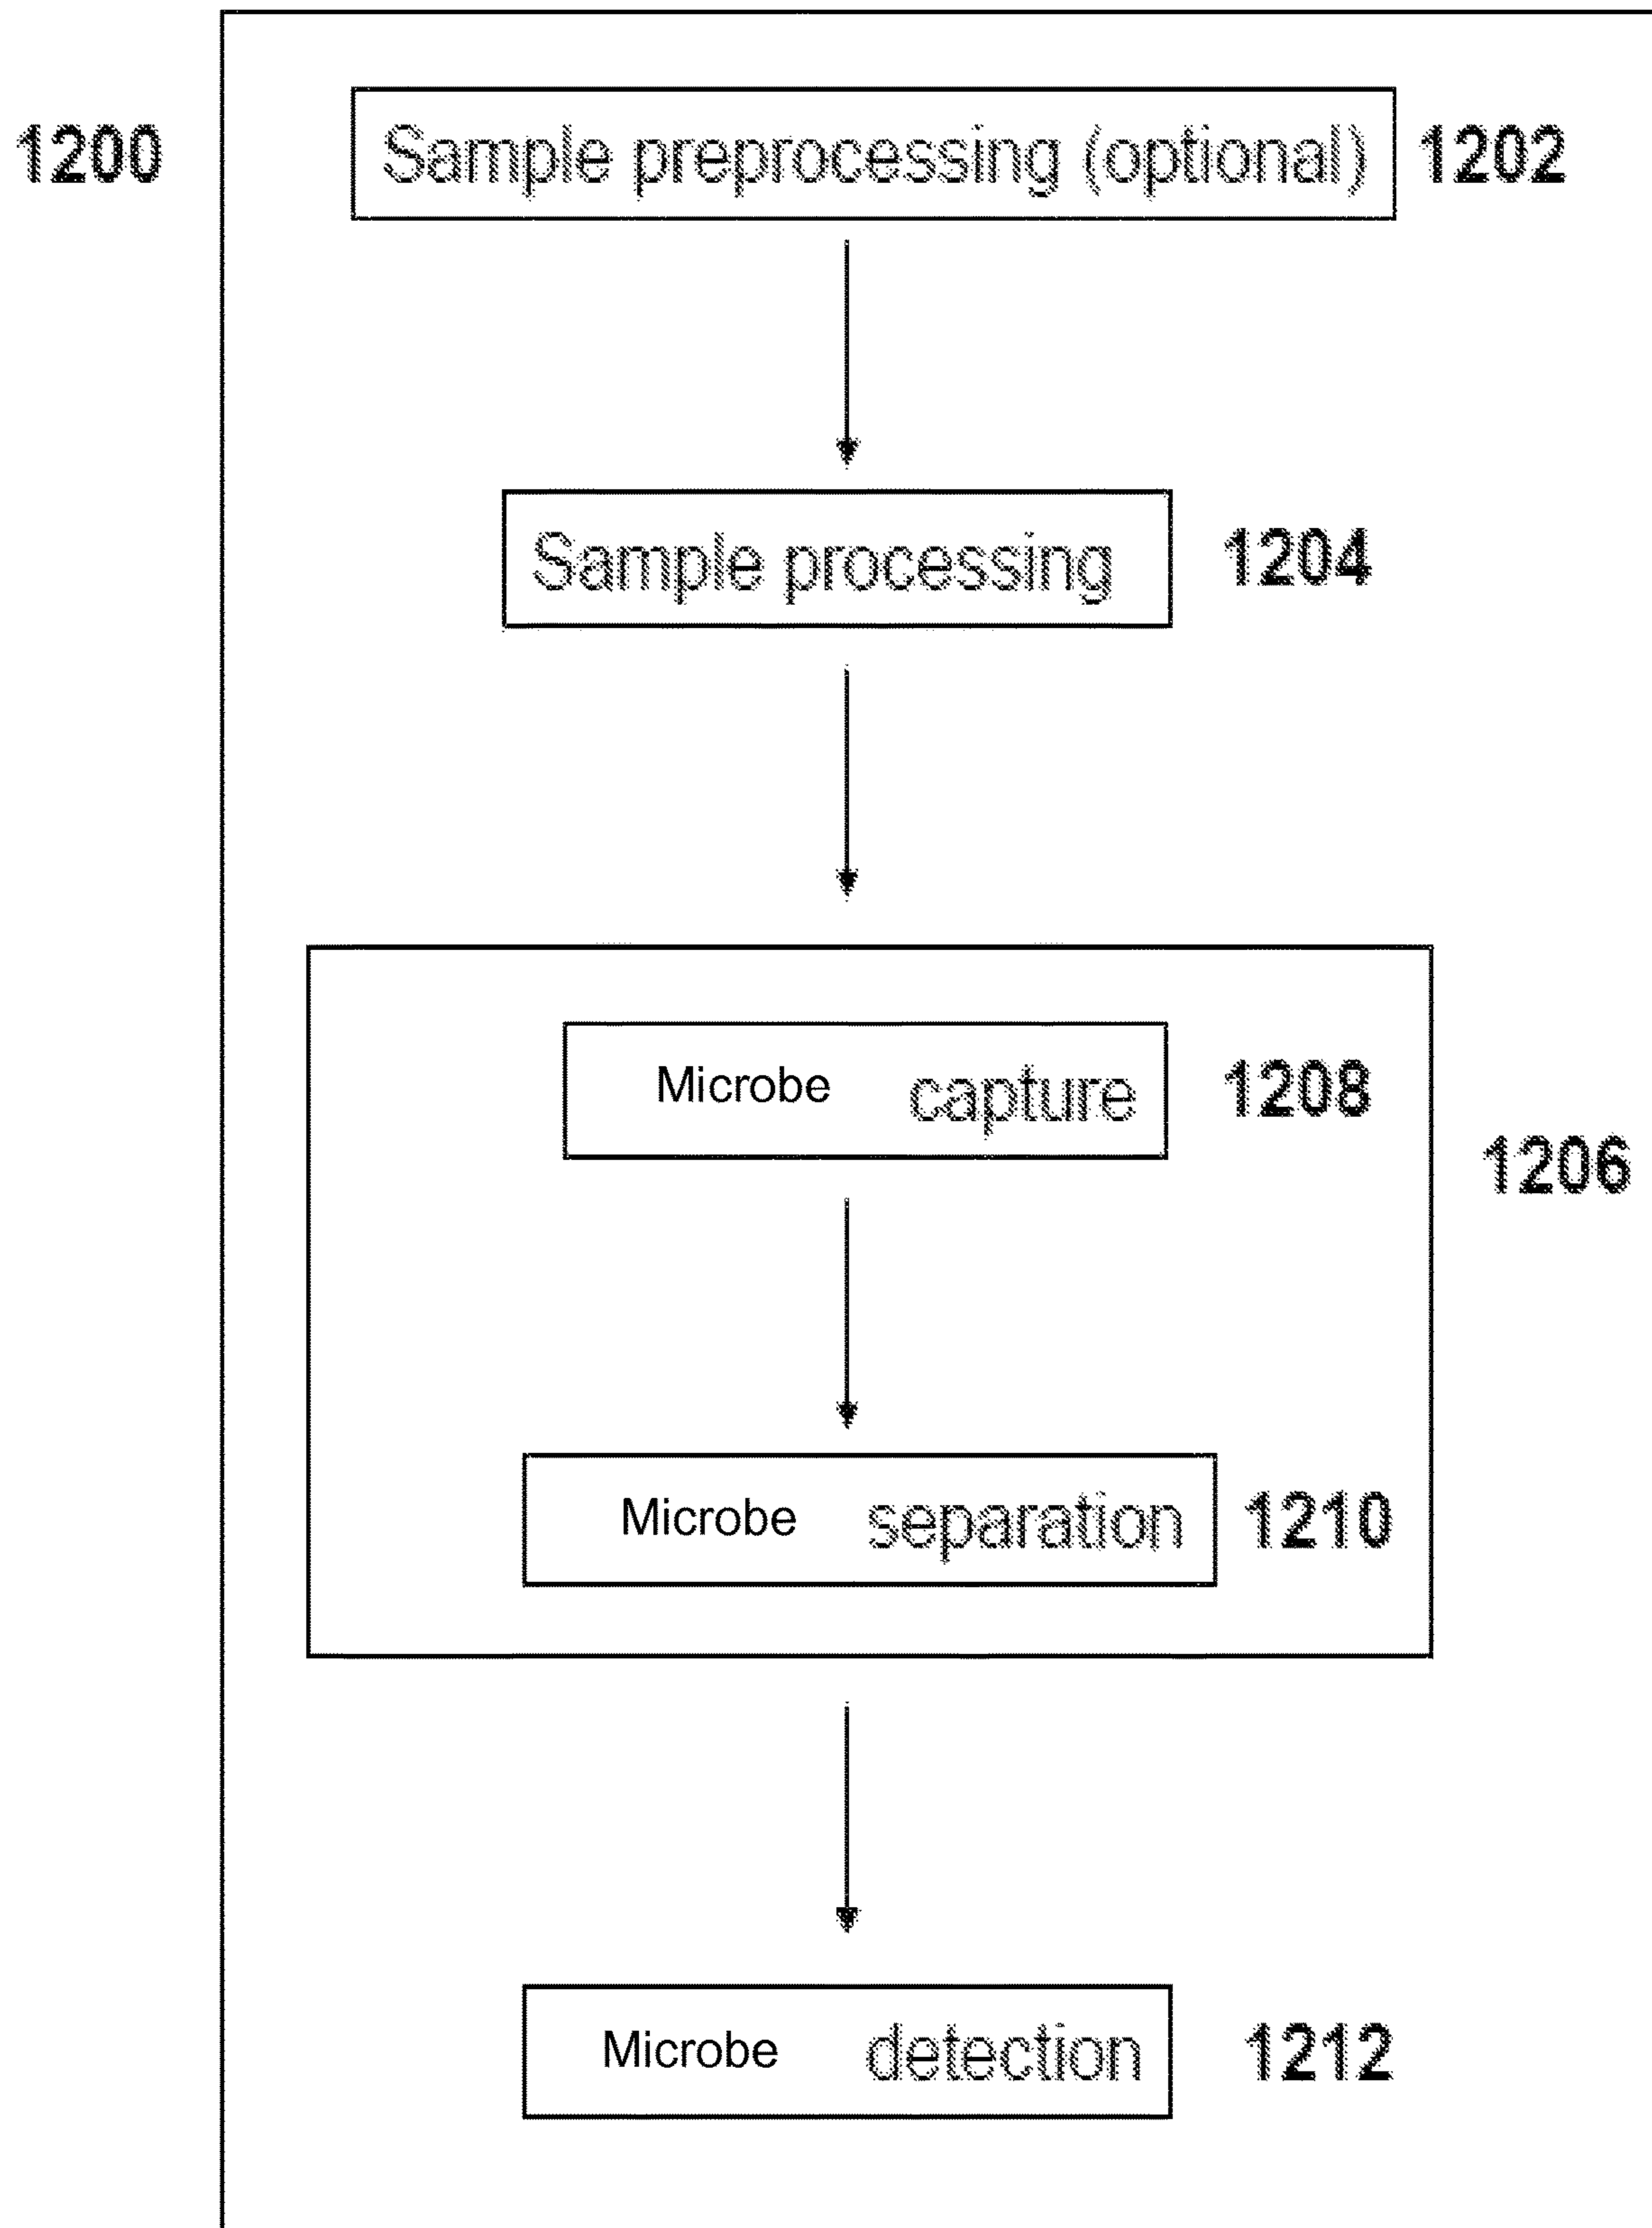 1200
Sample preprocessing (optional) 1202
Sample processing 1204
Microbe capture 1208
1206
Microbe separation 1210
Microbe detection 1212